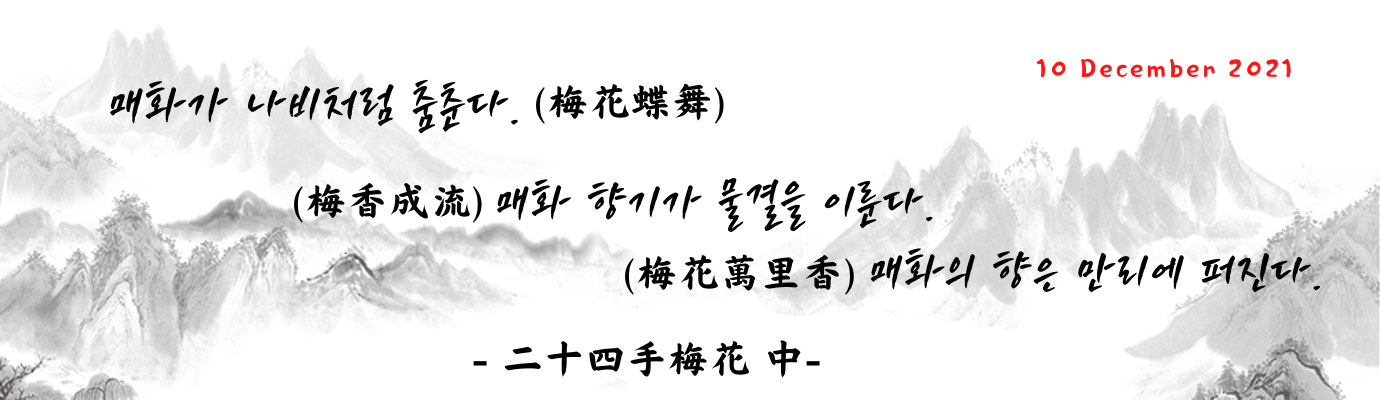 10 December 2021
매화가 나비처럼 춤춘다. (梅花蝶舞)
(梅香成流) 매화 향기가 물결을 이룬다.
(梅花萬里香) 매화의 향은 만리에 퍼진다.
- 二十四手梅花 中-